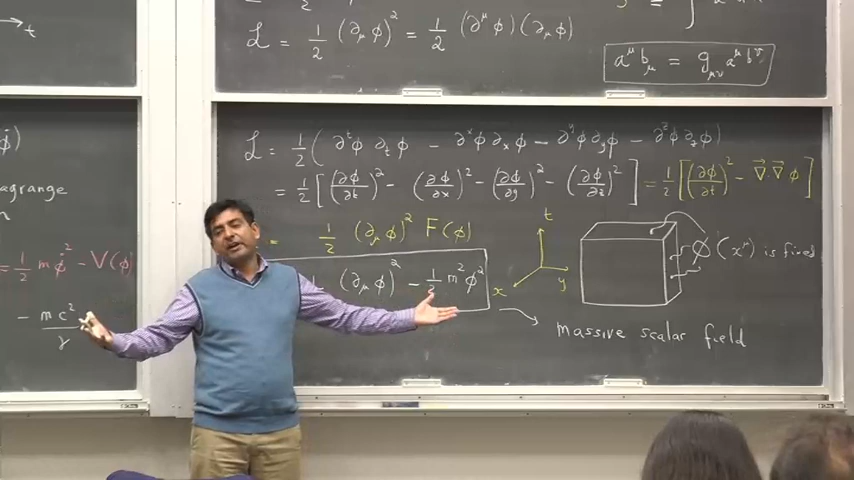 → t
ℒ = 1/2 (∂_μ ϕ)² = 1/2 (∂^μ ϕ)(∂_μ ϕ)
a^μ b_μ = g_μν a^μ b^ν
ϕ̇)
agrange
n
= 1/2 m ϕ̇² - V(ϕ)
- mc²/γ
ℒ = 1/2 (∂^t ϕ ∂_t ϕ - ∂^x ϕ ∂_x ϕ - ∂^y ϕ ∂_y ϕ - ∂^z ϕ ∂_z ϕ)
= 1/2 [(∂ϕ/∂t)² - (∂ϕ/∂x)² - (∂ϕ/∂y)² - (∂ϕ/∂z)²] = 1/2 [(∂ϕ/∂t)² - ∇⃗ ∇⃗ ϕ]
= 1/2 (∂_μ ϕ)² F(ϕ)
(∂_μ ϕ)² - 1/2 m² ϕ²
t
x
y
ϕ(x^μ) is fixed
→ massive scalar field